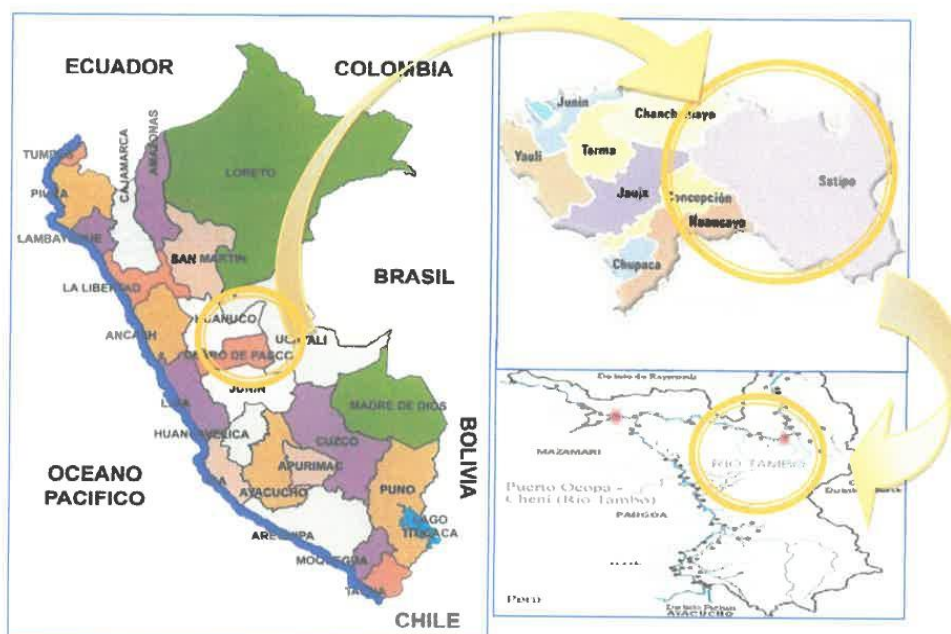 ECUADOR
COLOMBIA
TUMBES
PIURA
CAJAMARCA
AMAZONAS
LORETO
LAMBAYEQUE
SAN MARTIN
LA LIBERTAD
BRASIL
HUANUCO
ANCASH
UCAYALI
CERRO DE PASCO
JUNIN
LIMA
MADRE DE DIOS
HUANCAVELICA
CUZCO
BOLIVIA
OCEANO
PACIFICO
APURIMAC
AYACUCHO
PUNO
LAGO
TITICACA
AREQUIPA
MOQUEGUA
TACNA
CHILE
Junin
Chanchamayo
Yauli
Tarma
Satipo
Jauja
Concepción
Huancayo
Chupaca
MAZAMARI
RIO TAMBO
Puerto Ocopa -
Cheni (Rio Tambo)
PANGOA
Peru
AYACUCHO